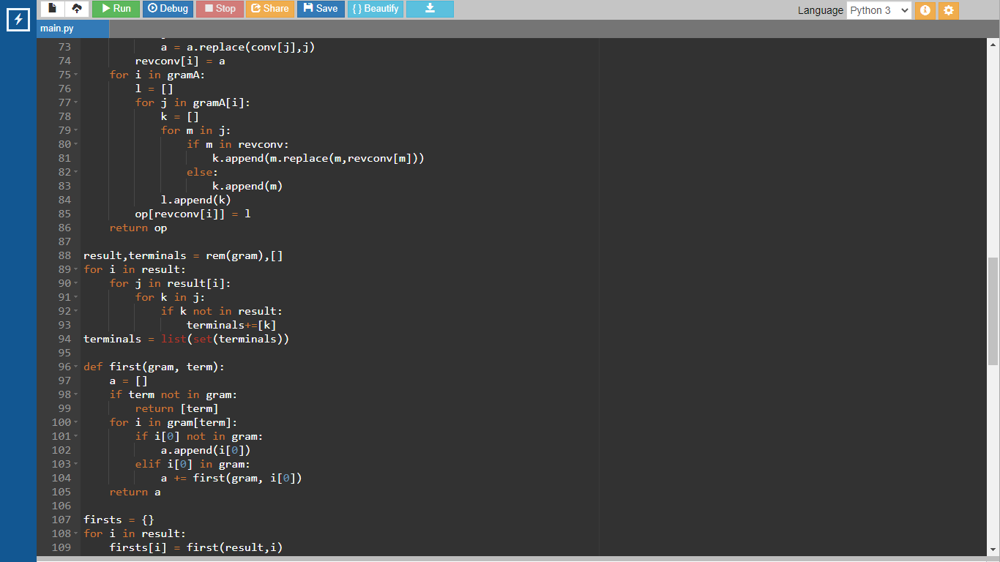 Run Debug Stop Share Save { } Beautify Language Python 3
main.py
73 a = a.replace(conv[j],j)
74 revconv[i] = a
75 for i in gramA:
76 l = []
77 for j in gramA[i]:
78 k = []
79 for m in j:
80 if m in revconv:
81 k.append(m.replace(m,revconv[m]))
82 else:
83 k.append(m)
84 l.append(k)
85 op[revconv[i]] = l
86 return op
87
88 result,terminals = rem(gram),[]
89 for i in result:
90 for j in result[i]:
91 for k in j:
92 if k not in result:
93 terminals+=[k]
94 terminals = list(set(terminals))
95
96 def first(gram, term):
97 a = []
98 if term not in gram:
99 return [term]
100 for i in gram[term]:
101 if i[0] not in gram:
102 a.append(i[0])
103 elif i[0] in gram:
104 a += first(gram, i[0])
105 return a
106
107 firsts = {}
108 for i in result:
109 firsts[i] = first(result,i)